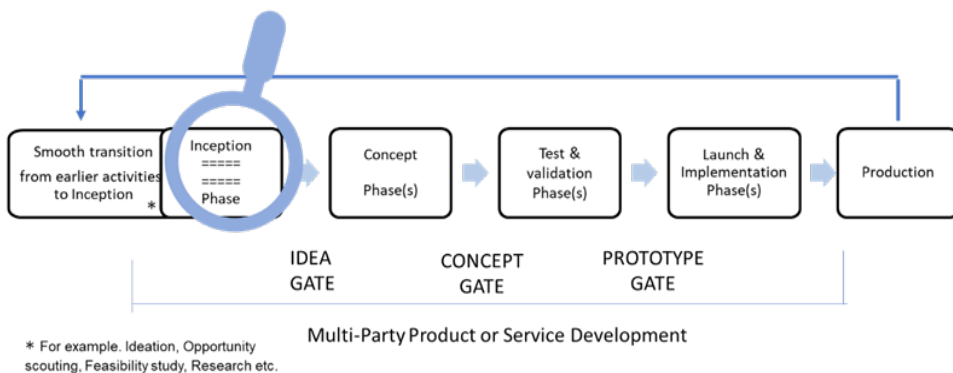 Smooth transition
from earlier activities
to Inception
*
Inception
=====
=====
Phase
Concept
Phase(s)
Test &
validation
Phase(s)
Launch &
Implementation
Phase(s)
Production
IDEA
GATE
CONCEPT
GATE
PROTOTYPE
GATE
Multi-Party Product or Service Development
* For example. Ideation, Opportunity
scouting, Feasibility study, Research etc.